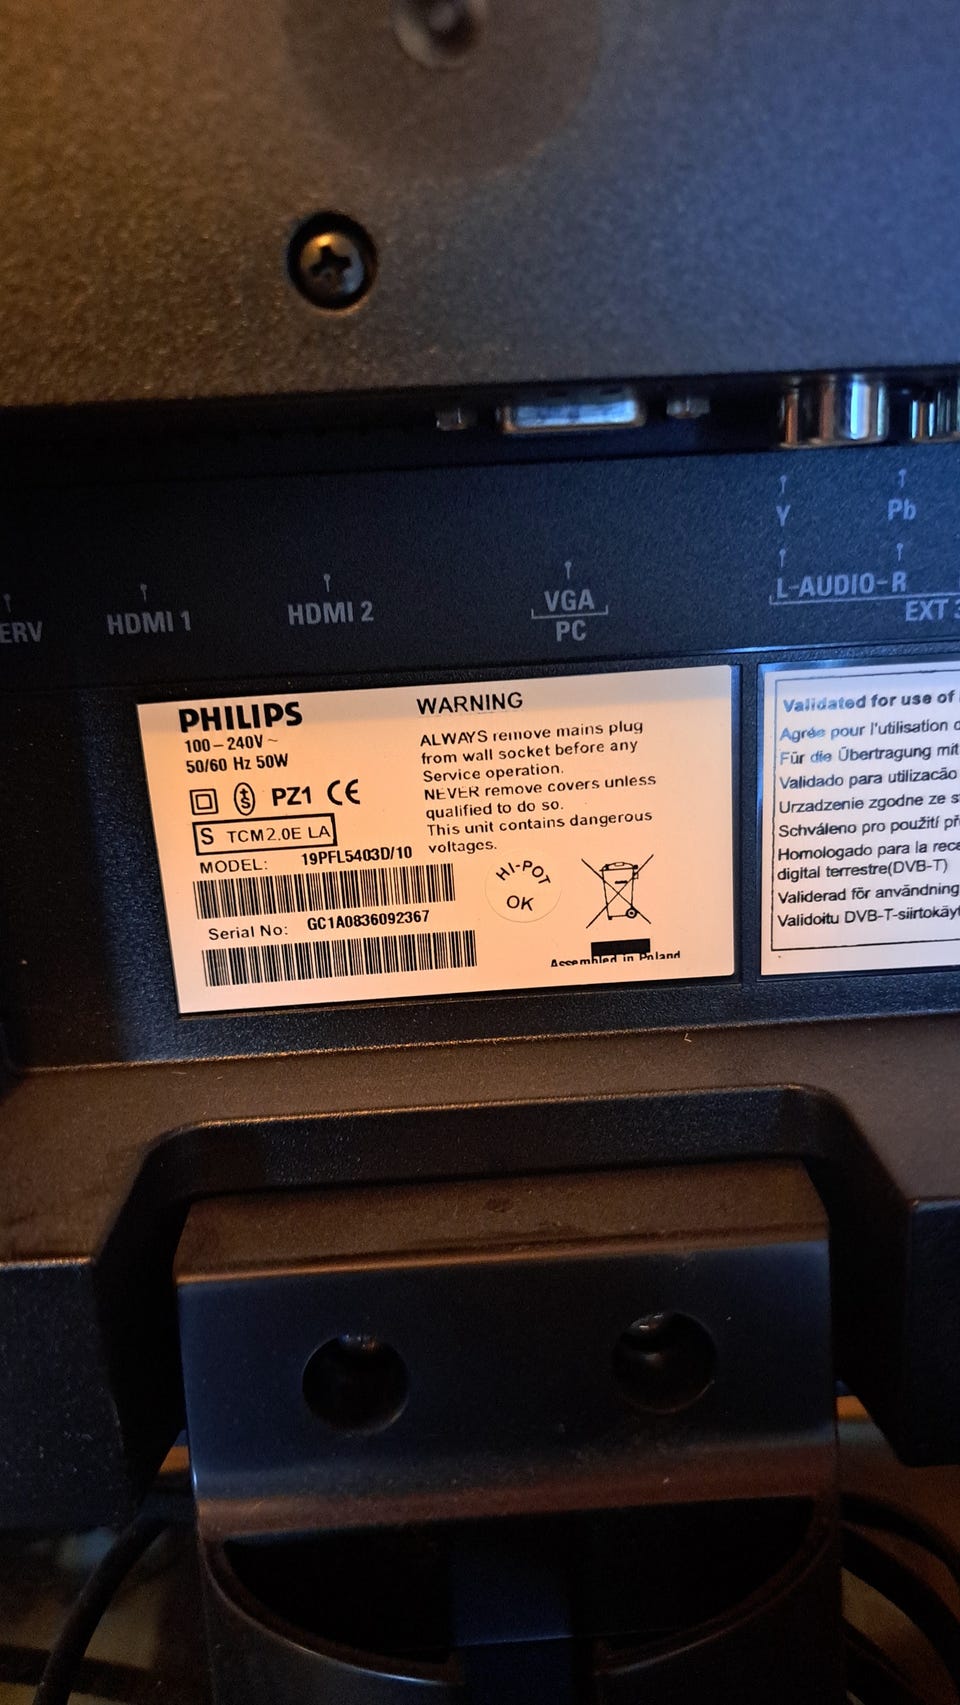 Y
Pb
L-AUDIO-R
EXT 3
ERV
HDMI 1
HDMI 2
VGA
PC
PHILIPS
100–240V~
50/60 Hz 50W
PZ1 CE
S TCM2.0E LA
MODEL: 19PFL5403D/10
Serial No: GC1A0836092367
WARNING
ALWAYS remove mains plug
from wall socket before any
Service operation.
NEVER remove covers unless
qualified to do so.
This unit contains dangerous
voltages.
HI-POT
OK
Assembled in Poland
Validated for use of
Agrée pour l'utilisation
Für die Übertragung mit
Validado para utilizacão
Urzadzenie zgodne ze
Schváleno pro použití
Homologado para la
digital terrestre(DVB-T)
Validerad för användning
Validoitu